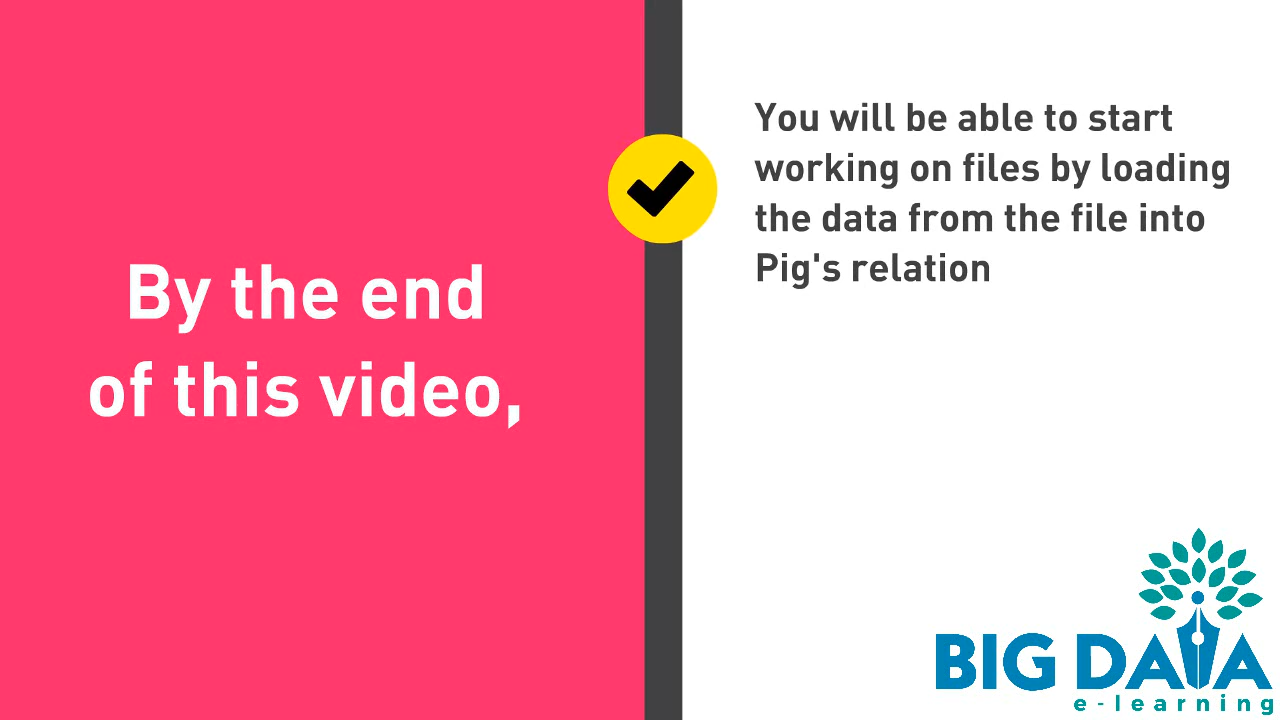 By the end
of this video,
You will be able to start
working on files by loading
the data from the file into
Pig's relation
BIG DATA
e-learning